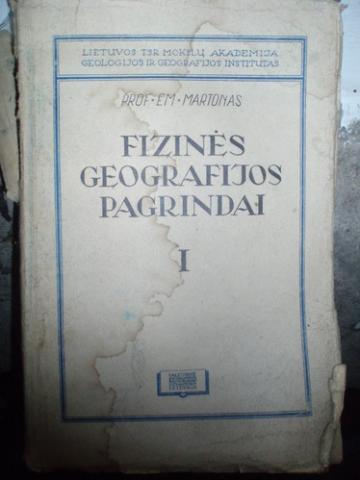 LIETUVOS TSR MOKSLŲ AKADEMIJA
GEOLOGIJOS IR GEOGRAFIJOS INSTITUTAS
PROF·EM·MARTONAS
FIZINĖS
GEOGRAFIJOS
PAGRINDAI
I